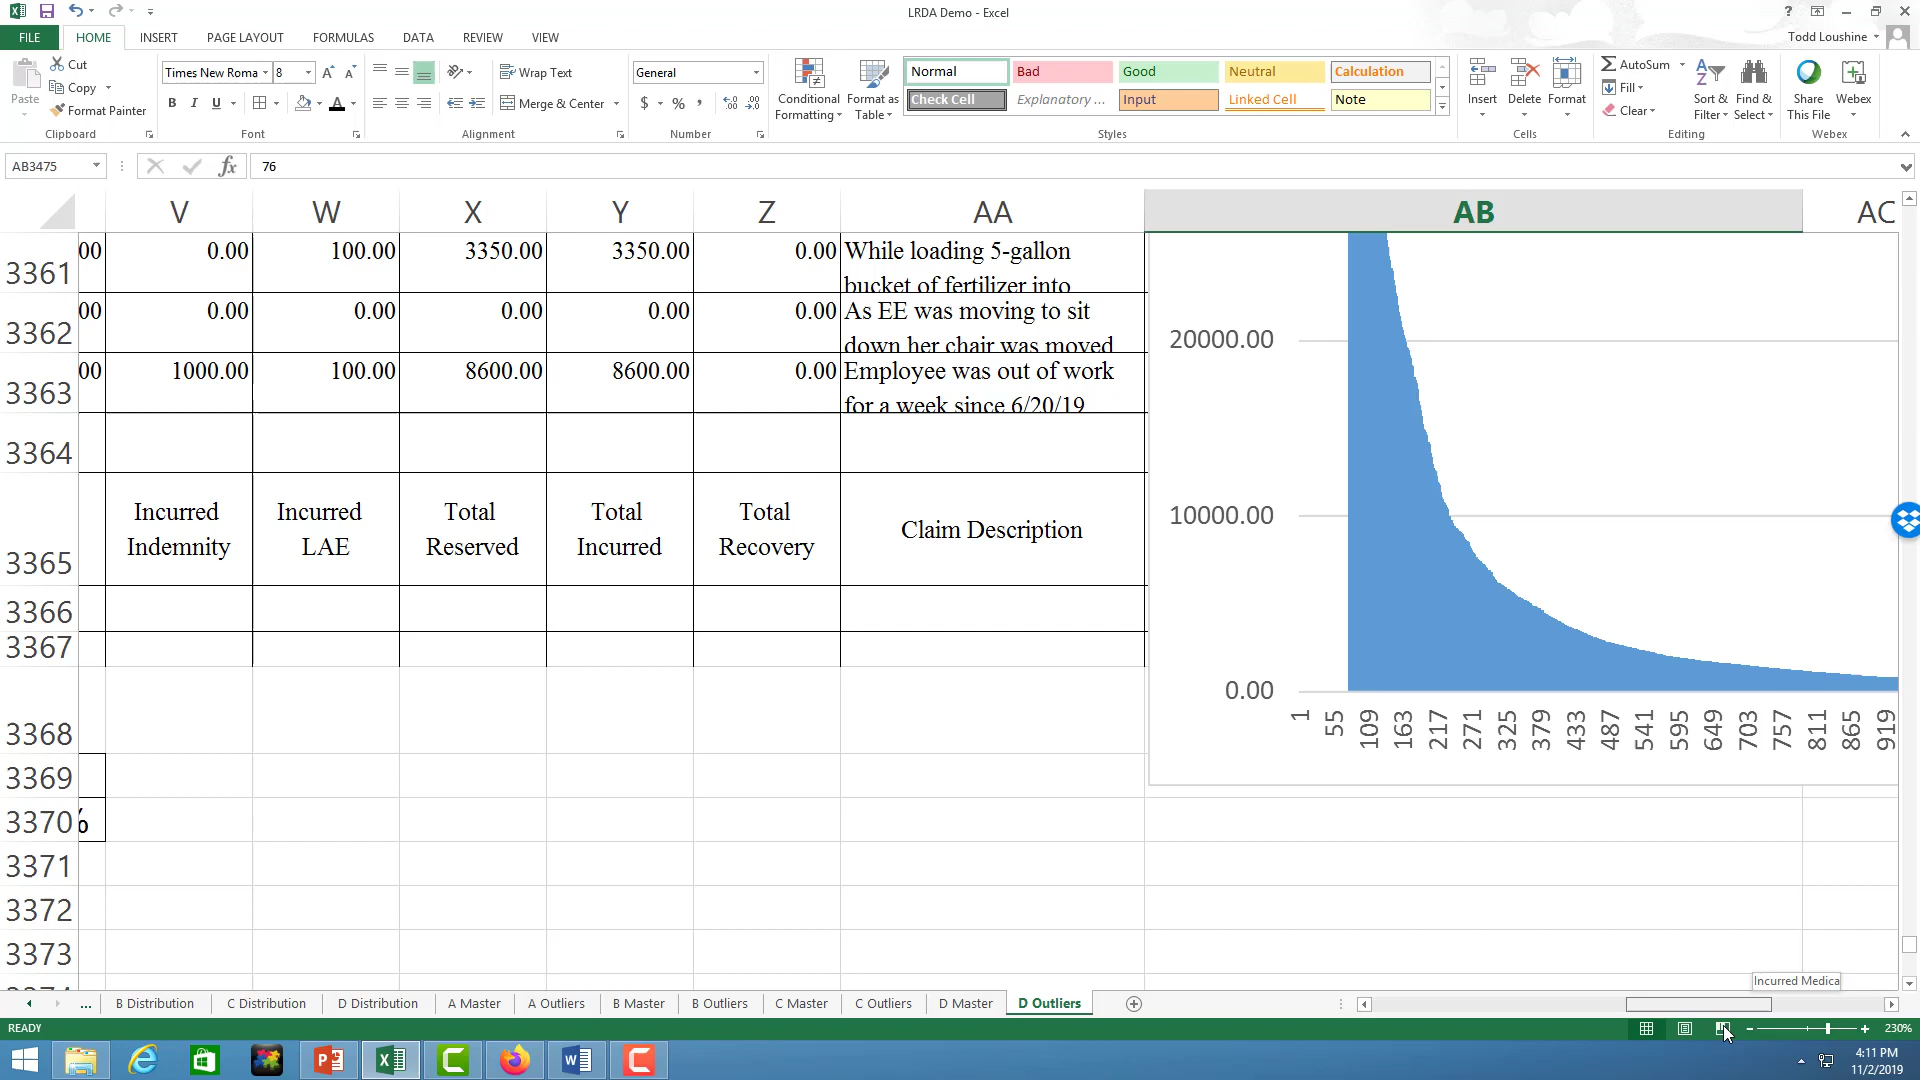 LRDA Demo - Excel
?
FILE HOME INSERT PAGE LAYOUT FORMULAS DATA REVIEW VIEW
Todd Loushine
Paste
Cut
Copy
Format Painter
Clipboard
Times New Roma 8
B I U A
Font
Wrap Text
Merge & Center
Alignment
General
$ % ,
Number
Conditional Formatting
Format as Table
Normal Bad Good Neutral Calculation
Check Cell Explanatory ... Input Linked Cell Note
Styles
Insert Delete Format
Cells
AutoSum
Fill
Clear
Sort & Filter
Find & Select
Editing
Share This File
Webex
Webex
AB3475 fx 76
V W X Y Z AA AB AC
3361 00 0.00 100.00 3350.00 3350.00 0.00 While loading 5-gallon
bucket of fertilizer into
3362 00 0.00 0.00 0.00 0.00 0.00 As EE was moving to sit
down her chair was moved
3363 00 1000.00 100.00 8600.00 8600.00 0.00 Employee was out of work
for a week since 6/20/19
3364
3365 Incurred Indemnity Incurred LAE Total Reserved Total Incurred Total Recovery Claim Description
3366
3367
3368
3369
3370 %
3371
3372
3373
20000.00
10000.00
0.00
1 55 109 163 217 271 325 379 433 487 541 595 649 703 757 811 865 919
Incurred Medica
... B Distribution C Distribution D Distribution A Master A Outliers B Master B Outliers C Master C Outliers D Master D Outliers
READY
230%
4:11 PM
11/2/2019